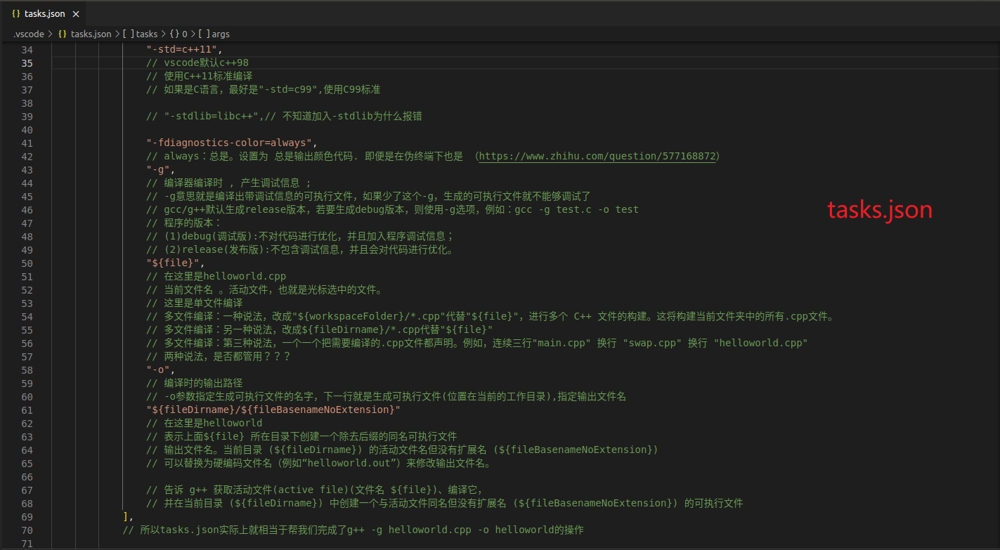 {} tasks.json ×
.vscode > {} tasks.json > [ ] tasks > {} 0 > [ ] args
34 "-std=c++11",
35 // vscode默认c++98
36 // 使用C++11标准编译
37 // 如果是C语言，最好是"-std=c99",使用C99标准
38
39 // "-stdlib=libc++",// 不知道加入-stdlib为什么报错
40
41 "-fdiagnostics-color=always",
42 // always：总是。设置为 总是输出颜色代码. 即便是在伪终端下也是 （https://www.zhihu.com/question/577168872）
43 "-g",
44 // 编译器编译时 , 产生调试信息 ;
45 // -g意思就是编译出带调试信息的可执行文件，如果少了这个-g，生成的可执行文件就不能够调试了
46 // gcc/g++默认生成release版本，若要生成debug版本，则使用-g选项，例如：gcc -g test.c -o test
47 // 程序的版本：
48 // (1)debug(调试版):不对代码进行优化，并且加入程序调试信息；
49 // (2)release(发布版):不包含调试信息，并且会对代码进行优化。
50 "${file}",
51 // 在这里是helloworld.cpp
52 // 当前文件名 。活动文件，也就是光标选中的文件。
53 // 这里是单文件编译
54 // 多文件编译：一种说法，改成"${workspaceFolder}/*.cpp"代替"${file}"，进行多个 C++ 文件的构建。这将构建当前文件夹中的所有.cpp文件。
55 // 多文件编译：另一种说法，改成${fileDirname}/*.cpp代替"${file}"
56 // 多文件编译：第三种说法，一个一个把需要编译的.cpp文件都声明。例如，连续三行"main.cpp" 换行 "swap.cpp" 换行 "helloworld.cpp"
57 // 两种说法，是否都管用？？？
58 "-o",
59 // 编译时的输出路径
60 // -o参数指定生成可执行文件的名字，下一行就是生成可执行文件(位置在当前的工作目录),指定输出文件名
61 "${fileDirname}/${fileBasenameNoExtension}"
62 // 在这里是helloworld
63 // 表示上面${file} 所在目录下创建一个除去后缀的同名可执行文件
64 // 输出文件名。当前目录 (${fileDirname}) 的活动文件名但没有扩展名 (${fileBasenameNoExtension})
65 // 可以替换为硬编码文件名（例如“helloworld.out”）来修改输出文件名。
66
67 // 告诉 g++ 获取活动文件(active file)(文件名 ${file})、编译它，
68 // 并在当前目录 (${fileDirname}) 中创建一个与活动文件同名但没有扩展名 (${fileBasenameNoExtension}) 的可执行文件
69 ],
70 // 所以tasks.json实际上就相当于帮我们完成了g++ -g helloworld.cpp -o helloworld的操作
71
tasks.json